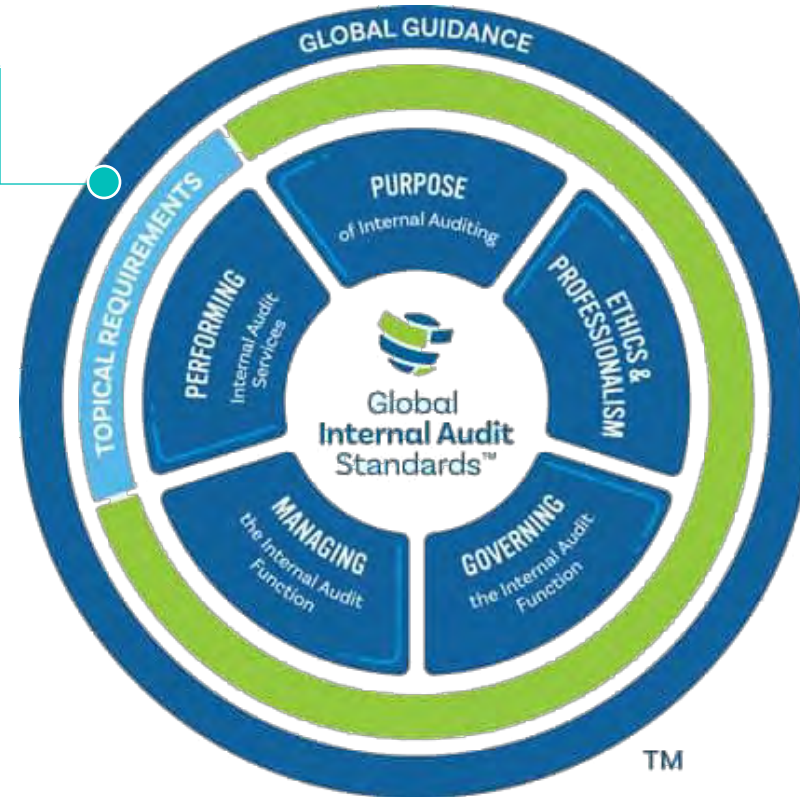 GLOBAL GUIDANCE
TOPICAL REQUIREMENTS
PURPOSE
of Internal Auditing
ETHICS &
PROFESSIONALISM
GOVERNING
the Internal Audit
Function
MANAGING
the Internal Audit
Function
PERFORMING
Internal Audit
Services
Global
Internal Audit
Standards™
TM